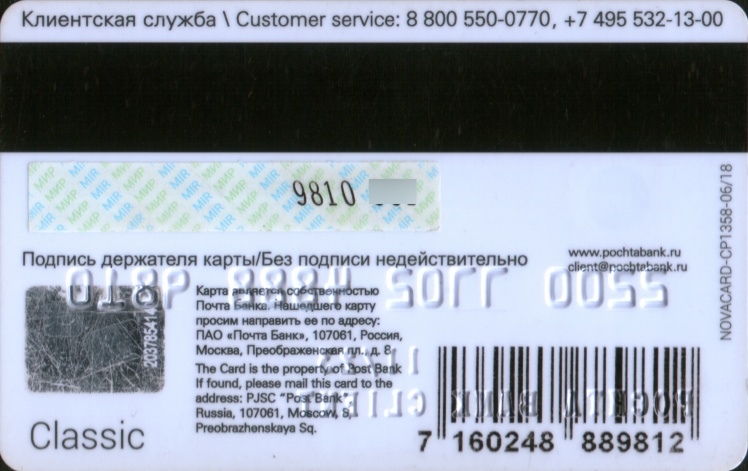 Клиентская служба \ Customer service: 8 800 550-0770, +7 495 532-13-00
МИР MIR
9810
Подпись держателя карты/Без подписи недействительно
www.pochtabank.ru
client@pochtabank.ru
NOVACARD-CP1358-06/18
Карта является собственностью
Почта Банка. Нашедшего карту
просим направить ее по адресу:
ПАО «Почта Банк», 107061, Россия,
Москва, Преображенская пл., д. 8
The Card is the property of Post Bank
If found, please mail this card to the
address: PJSC "Post Bank",
Russia, 107061, Moscow, 8,
Preobrazhenskaya Sq.
Classic
7 160248 889812